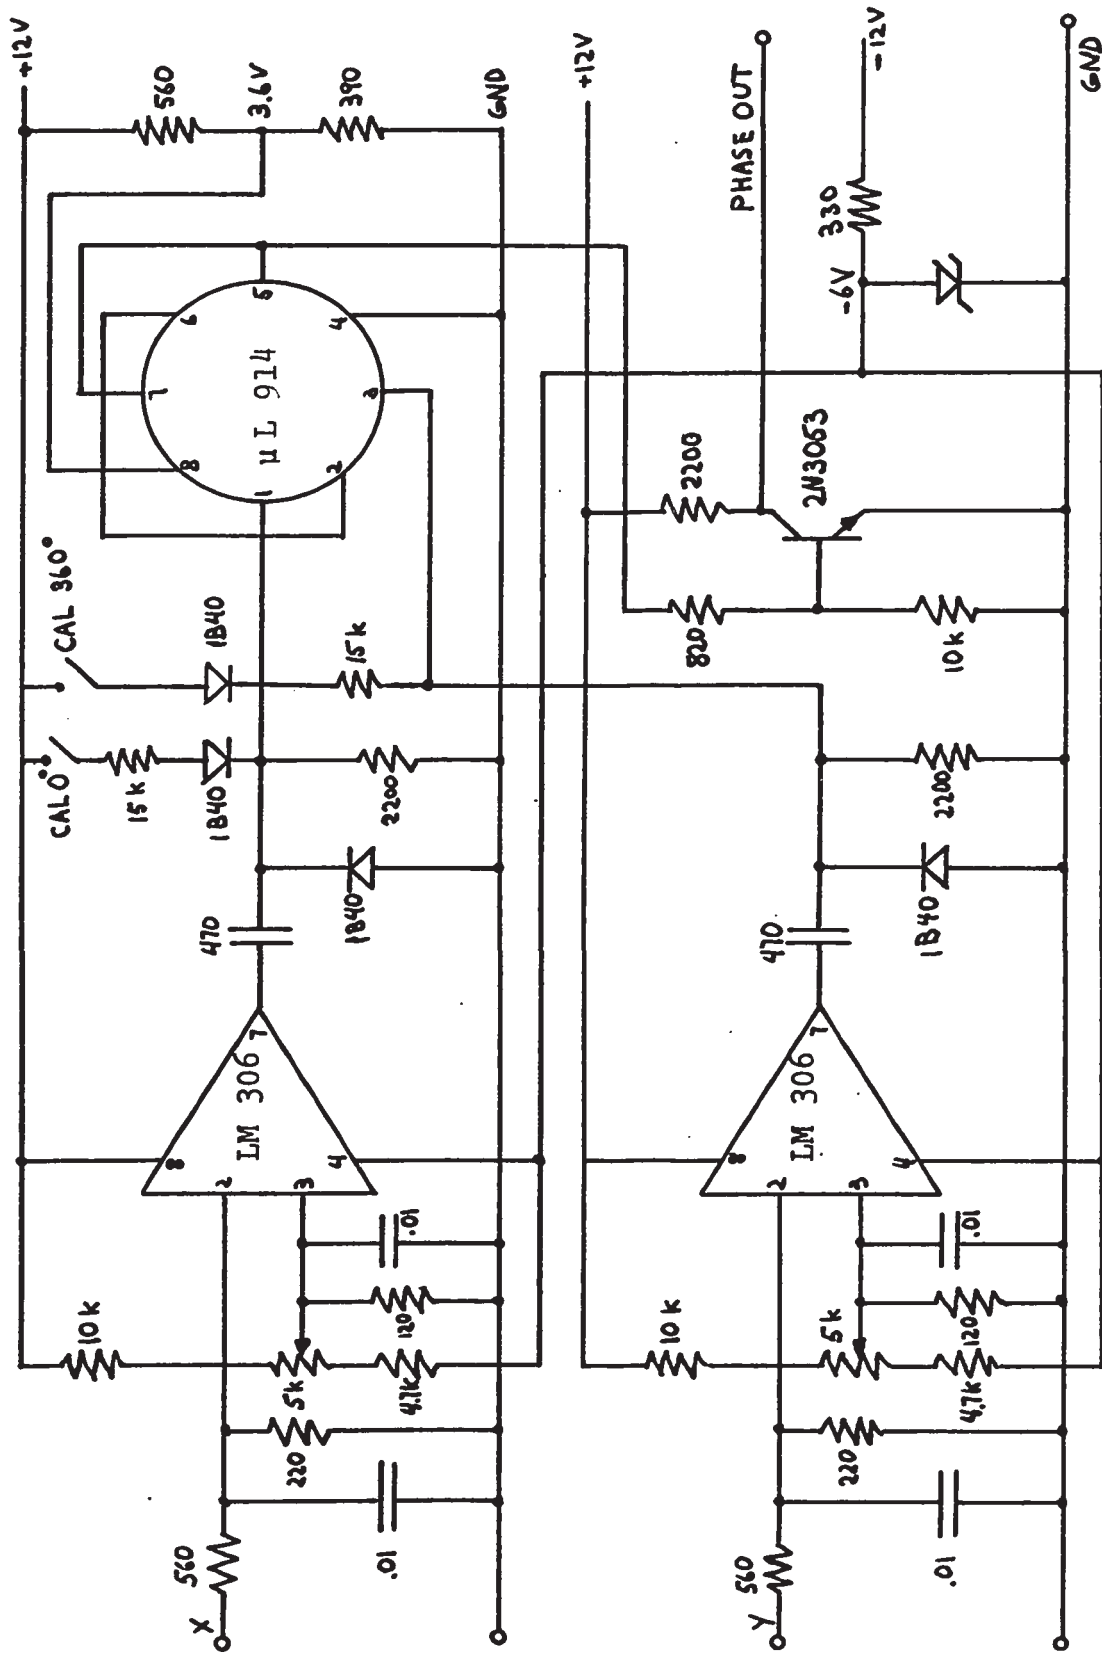 +12V
CAL 0°
CAL 360°
560
15k
1B40
1B40
3.6V
10k
X
560
2
8
LM 306
7
470
1
8
7
6
µL 914
5
2
3
4
15k
390
3
4
5k
220
.01
4.7k
120
.01
1B40
2200
GND
+12V
10k
820
2200
PHASE OUT
Y
560
2
8
LM 306
7
470
2N3053
-6V
330
-12V
3
4
5k
220
.01
4.7k
120
.01
1B40
2200
10k
GND